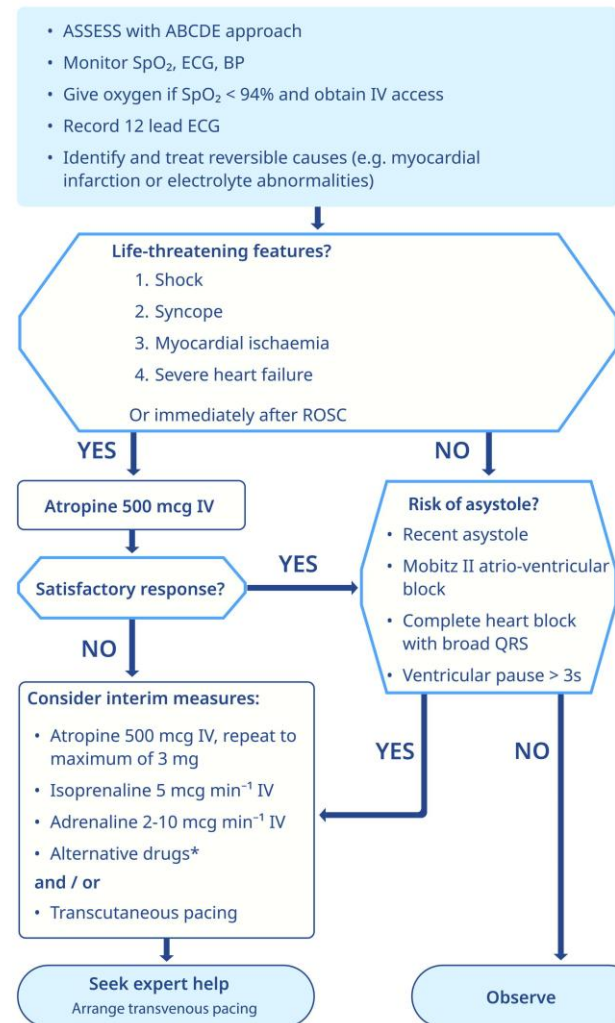 • ASSESS with ABCDE approach
• Monitor SpO₂, ECG, BP
• Give oxygen if SpO₂ < 94% and obtain IV access
• Record 12 lead ECG
• Identify and treat reversible causes (e.g. myocardial
infarction or electrolyte abnormalities)
Life-threatening features?
1. Shock
2. Syncope
3. Myocardial ischaemia
4. Severe heart failure
Or immediately after ROSC
YES
NO
Atropine 500 mcg IV
Satisfactory response?
YES
NO
Risk of asystole?
• Recent asystole
• Mobitz II atrio-ventricular
block
• Complete heart block
with broad QRS
• Ventricular pause > 3s
YES
NO
Consider interim measures:
• Atropine 500 mcg IV, repeat to
maximum of 3 mg
• Isoprenaline 5 mcg min⁻¹ IV
• Adrenaline 2-10 mcg min⁻¹ IV
• Alternative drugs*
and / or
• Transcutaneous pacing
Seek expert help
Arrange transvenous pacing
Observe